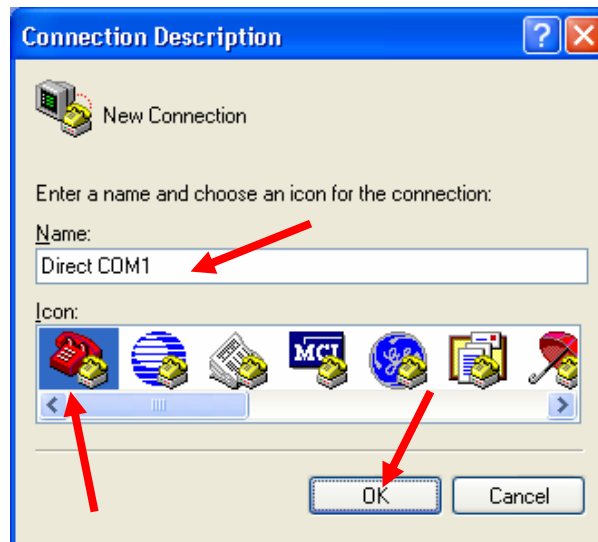 Connection Description
New Connection
Enter a name and choose an icon for the connection:
Name:
Direct COM1
Icon:
MCI
OK Cancel